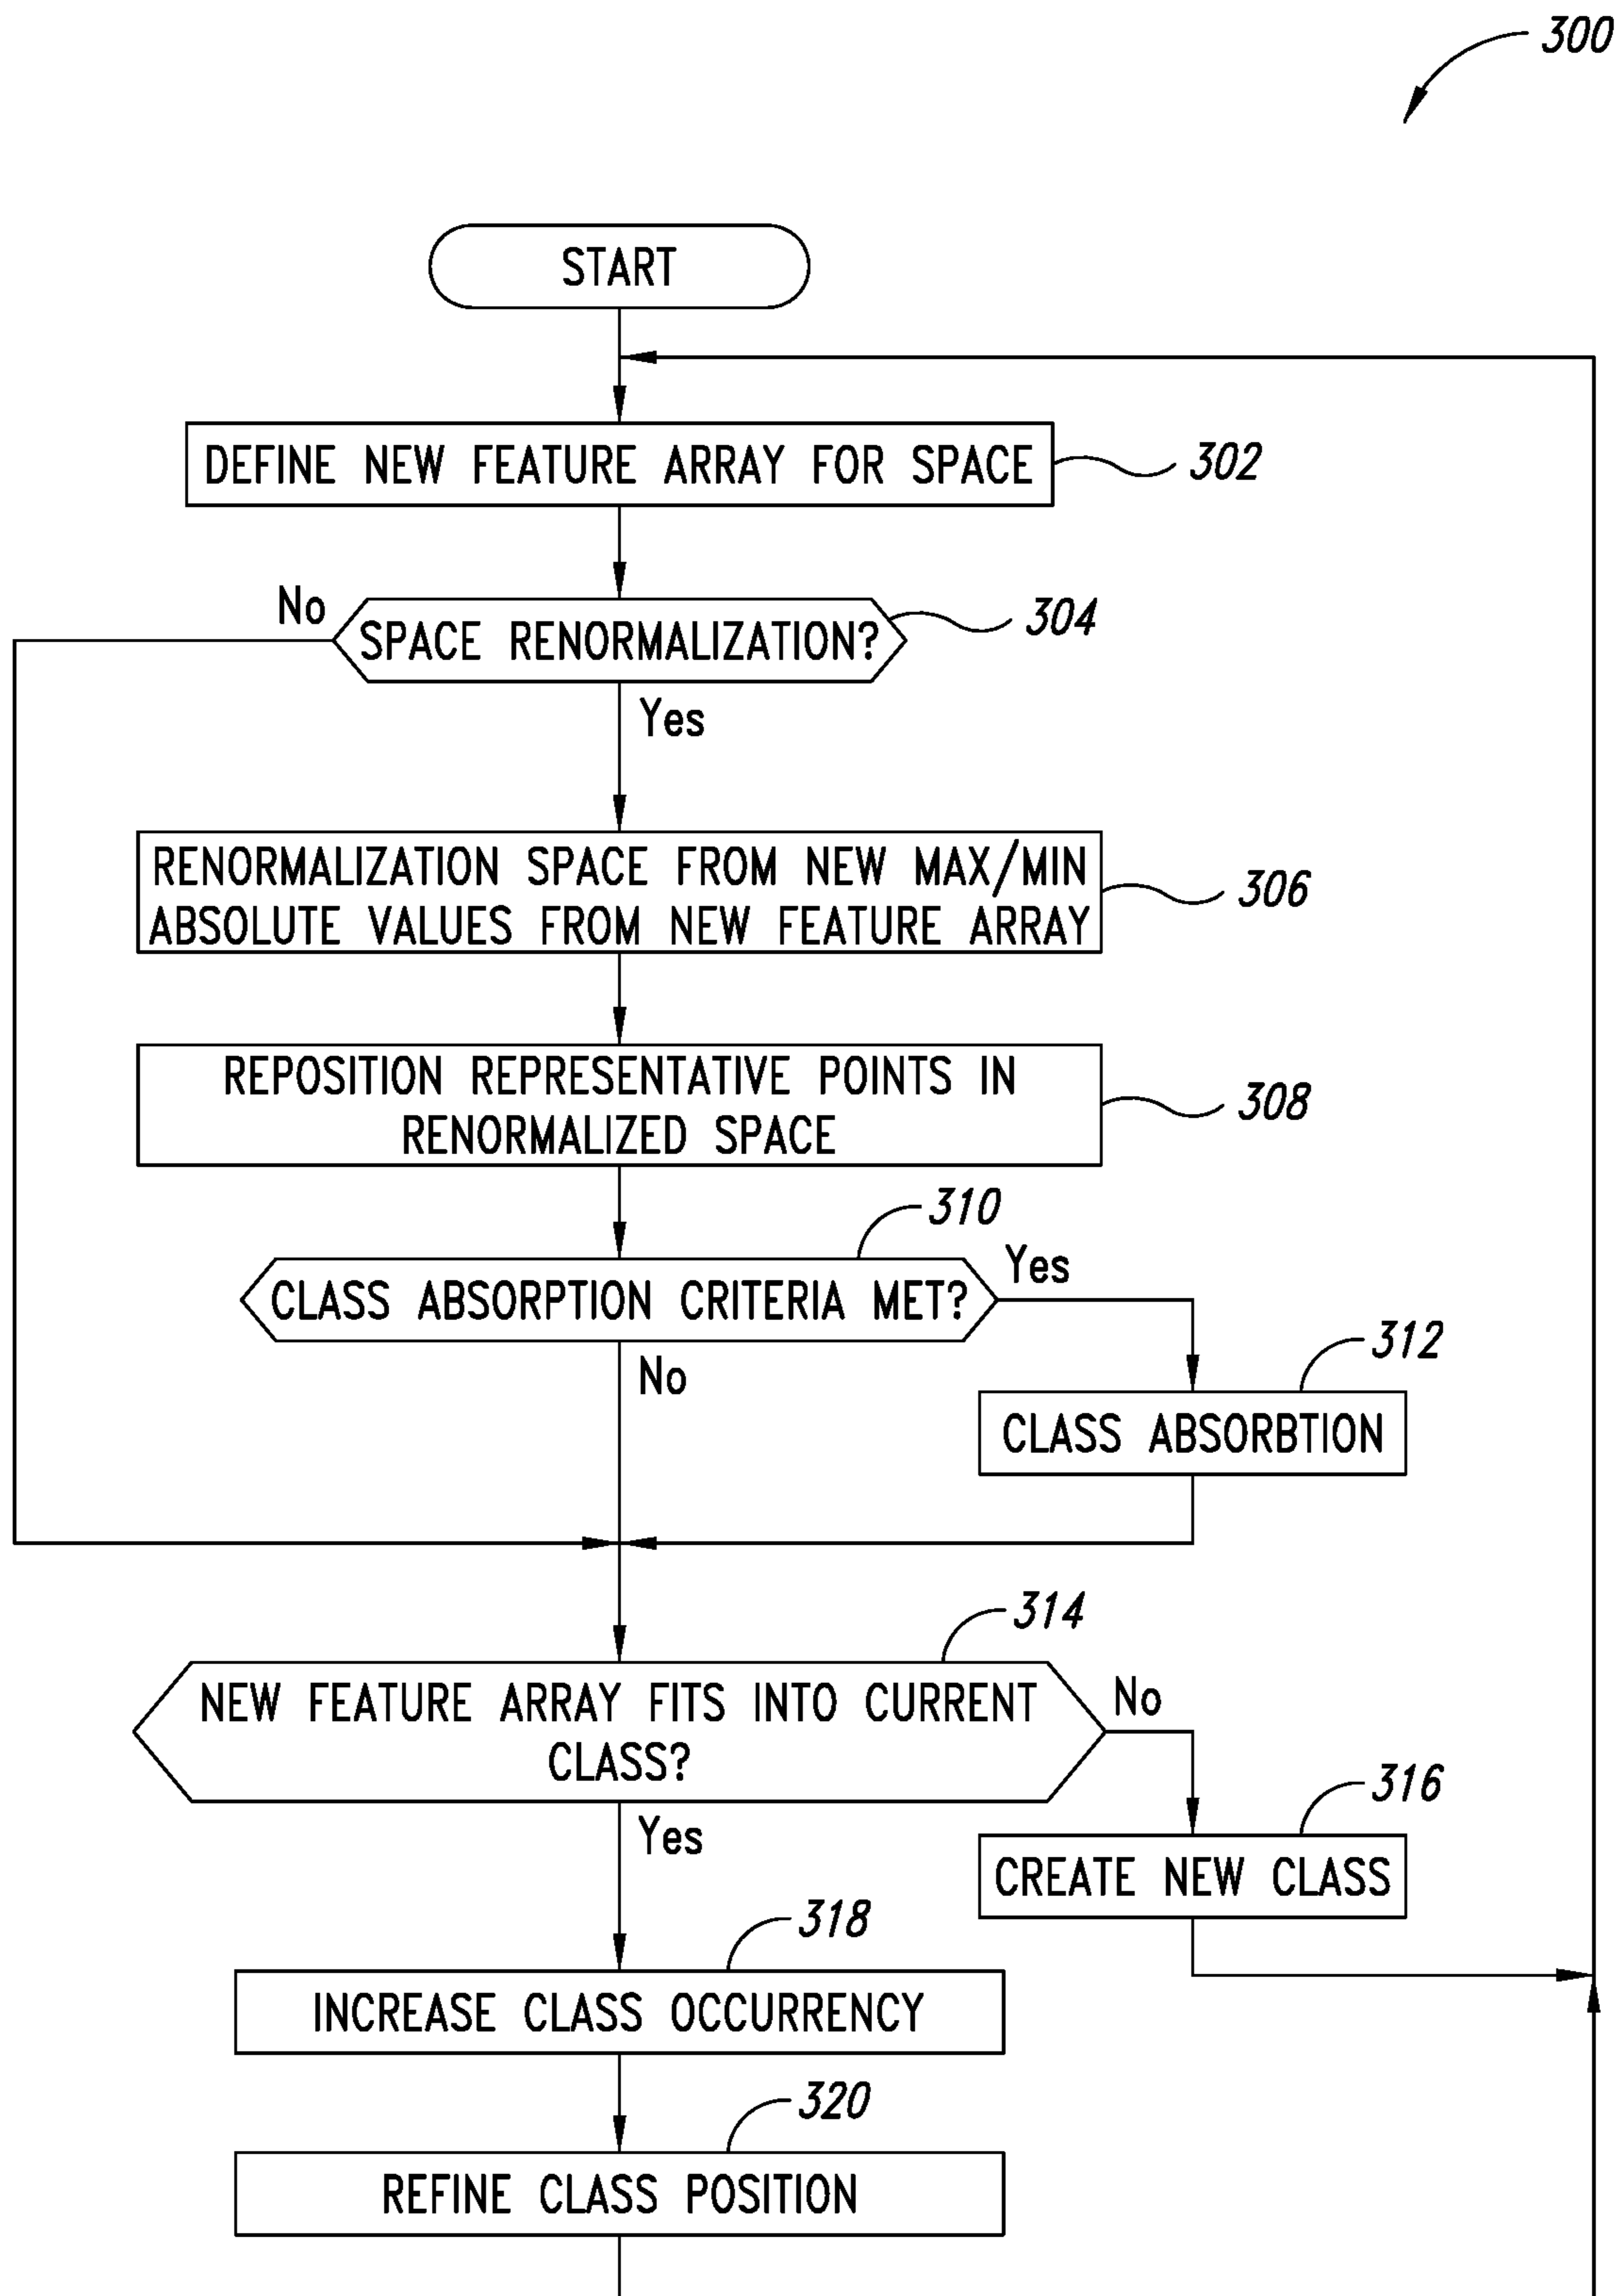 300
START
DEFINE NEW FEATURE ARRAY FOR SPACE
302
No
SPACE RENORMALIZATION?
304
Yes
RENORMALIZATION SPACE FROM NEW MAX/MIN
ABSOLUTE VALUES FROM NEW FEATURE ARRAY
306
REPOSITION REPRESENTATIVE POINTS IN
RENORMALIZED SPACE
308
310
CLASS ABSORPTION CRITERIA MET?
Yes
No
312
CLASS ABSORBTION
314
NEW FEATURE ARRAY FITS INTO CURRENT
CLASS?
No
Yes
316
CREATE NEW CLASS
318
INCREASE CLASS OCCURRENCY
320
REFINE CLASS POSITION